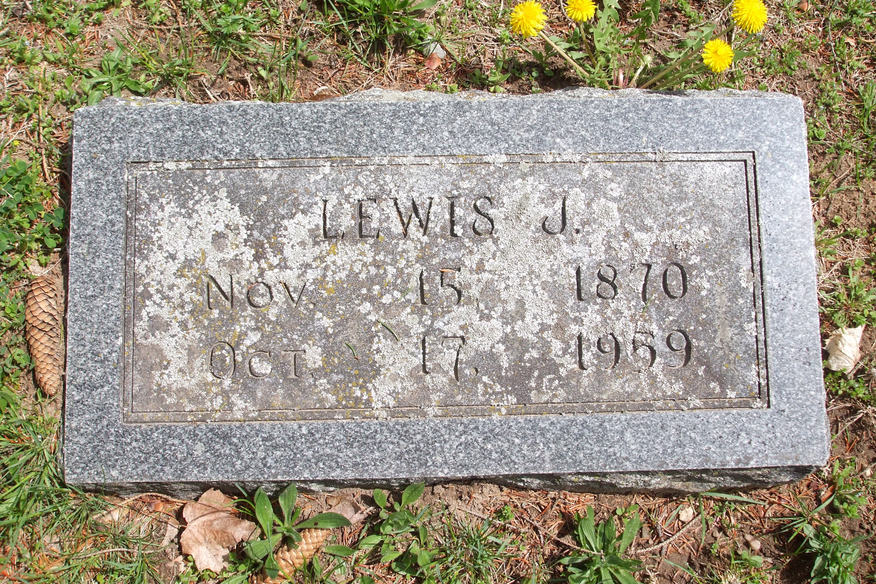 LEWIS J.
NOV. 15, 1870
OCT. 17, 1959